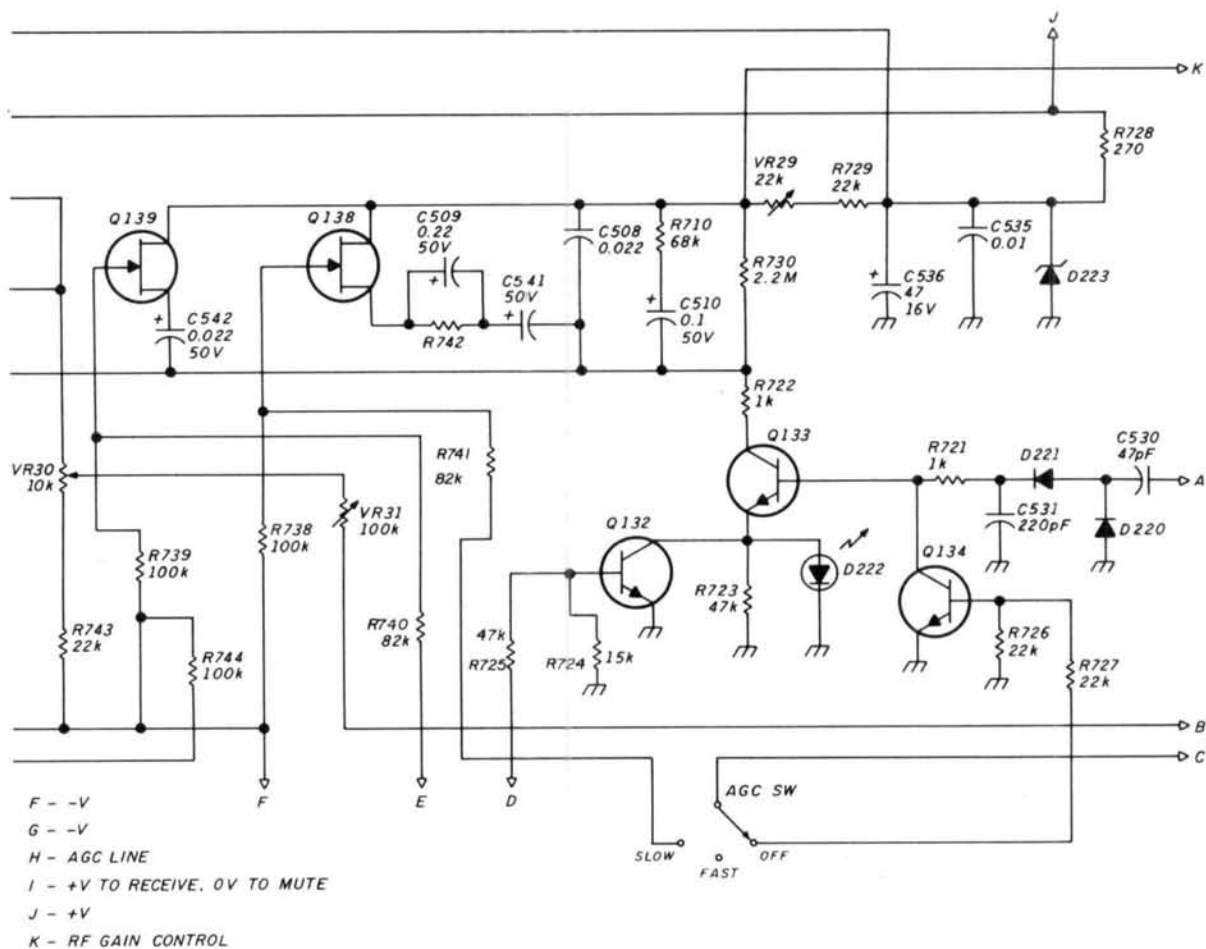 J
K
R728
270
VR29
22k
R729
22k
Q139
Q138
C509
0.22
50V
C541
50V
C508
0.022
R710
68k
C535
0.01
R730
2.2M
C536
47
16V
D223
C542
0.022
50V
R742
C510
0.1
50V
R722
1k
Q133
R741
82k
R721
1k
D221
C530
47pF
A
VR30
10k
VR31
100k
R738
100k
Q132
C531
220pF
D220
Q134
D222
R739
100k
R723
47k
R743
22k
R744
100k
R740
82k
47k
R725
R724
15k
R726
22k
R727
22k
B
C
F
E
D
AGC SW
SLOW
OFF
FAST
F - -V
G - -V
H - AGC LINE
I - +V TO RECEIVE. 0V TO MUTE
J - +V
K - RF GAIN CONTROL